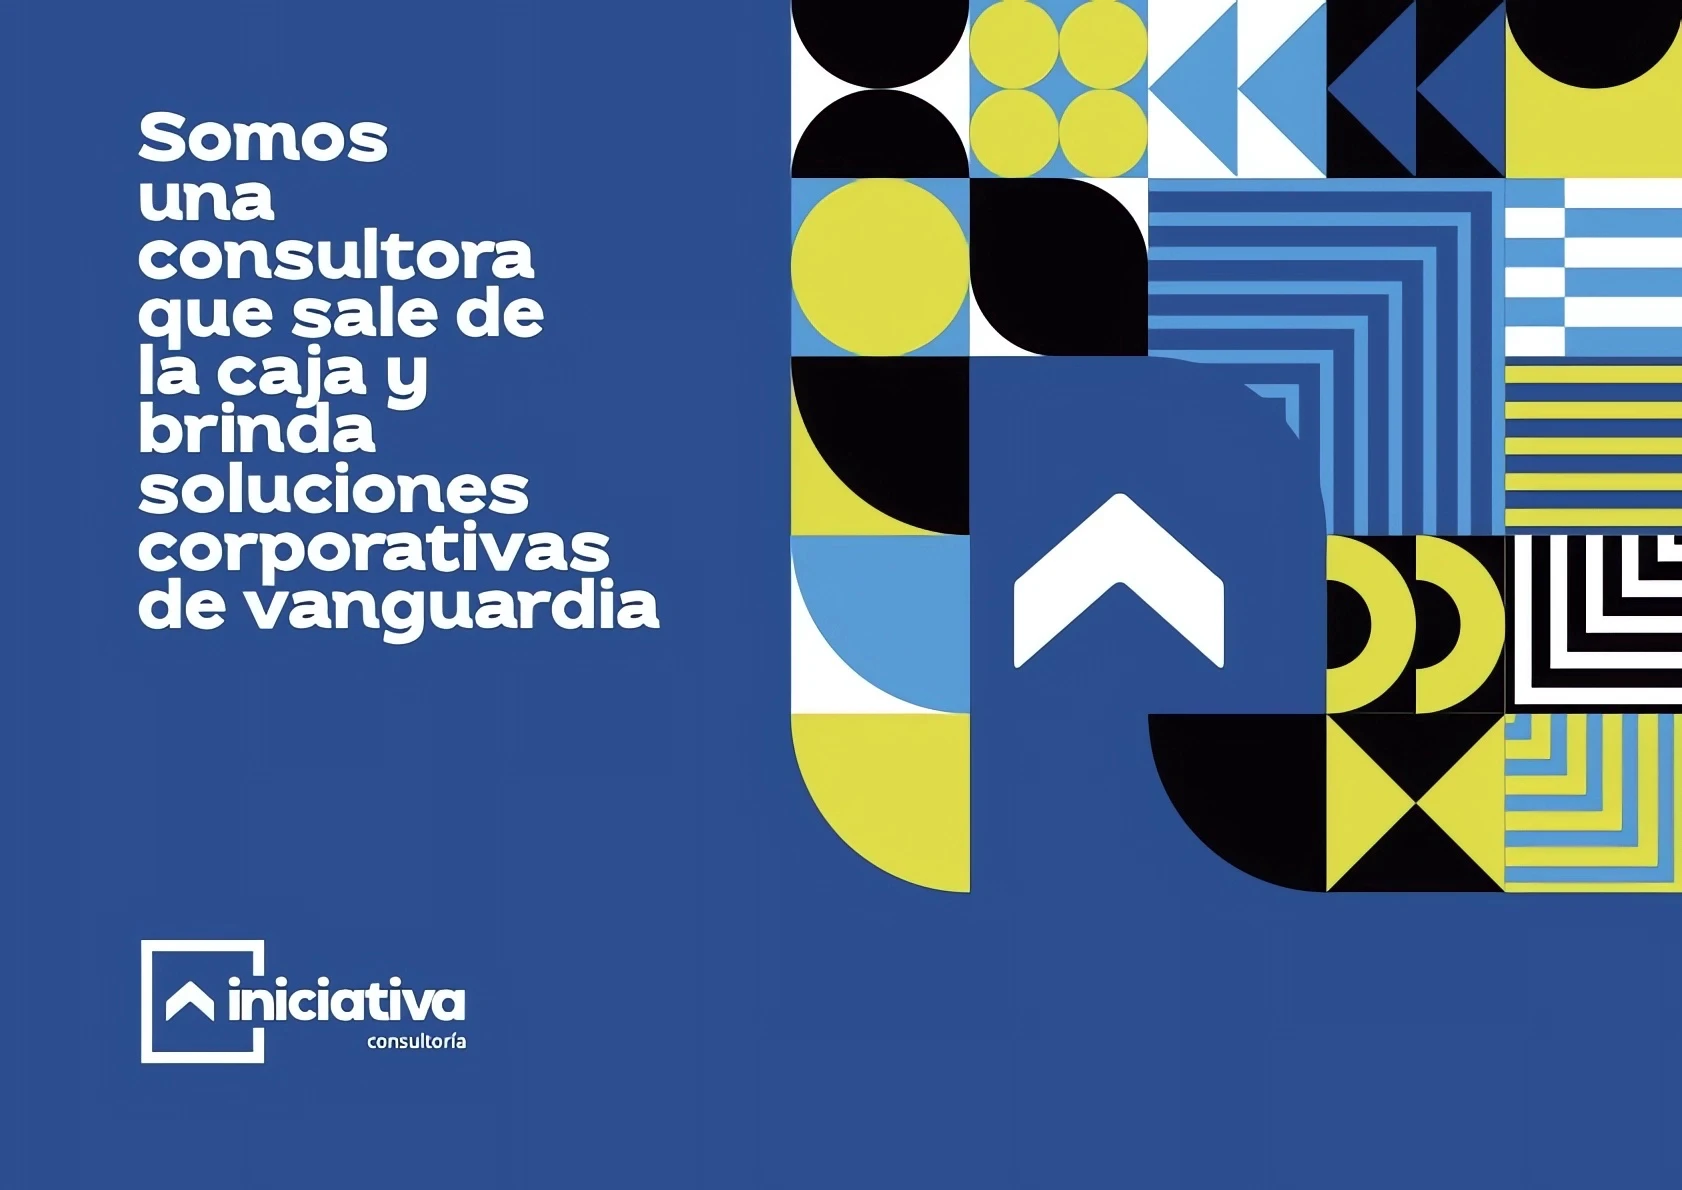 Somos
una
consultora
que sale de
la caja y
brinda
soluciones
corporativas
de vanguardia
iniciativa
consultoría